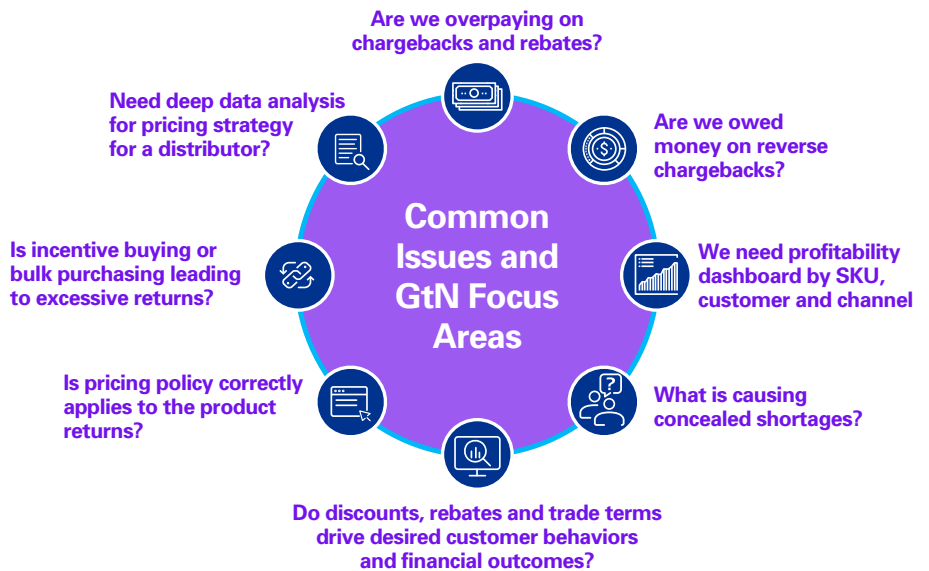 Are we overpaying on
chargebacks and rebates?
Need deep data analysis
for pricing strategy
for a distributor?
Are we owed
money on reverse
chargebacks?
Common
Issues and
GtN Focus
Areas
Is incentive buying or
bulk purchasing leading
to excessive returns?
We need profitability
dashboard by SKU,
customer and channel
Is pricing policy correctly
applies to the product
returns?
What is causing
concealed shortages?
Do discounts, rebates and trade terms
drive desired customer behaviors
and financial outcomes?